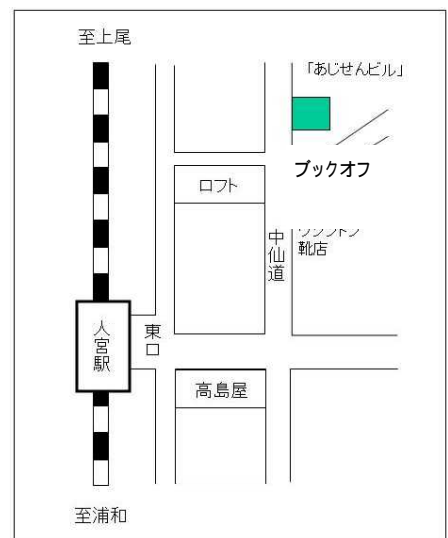 至上尾
「あじせんビル」
ブックオフ
ロフト
中仙道
靴店
人宮駅
東口
高島屋
至浦和